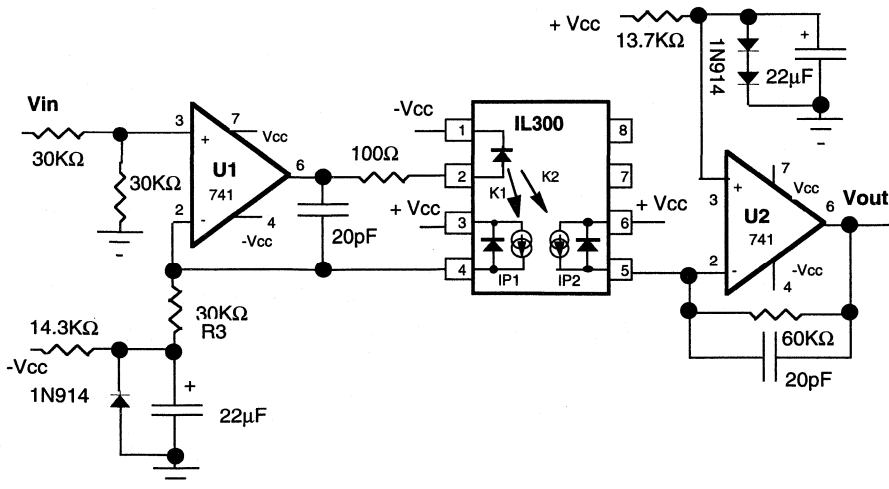 + Vcc
13.7KΩ
1N914
+
22µF
-Vcc
IL300
Vin
3
7
Vcc
1
8
+
30KΩ
U1
6
100Ω
2
7
K1
K2
7
30KΩ
741
+ Vcc
+
Vcc
6
Vout
3
U2
2
-
4
-Vcc
20pF
3
6
+ Vcc
741
4
IP1
IP2
5
2
-
-Vcc
4
30KΩ
R3
14.3KΩ
60KΩ
-Vcc
20pF
+
1N914
22µF